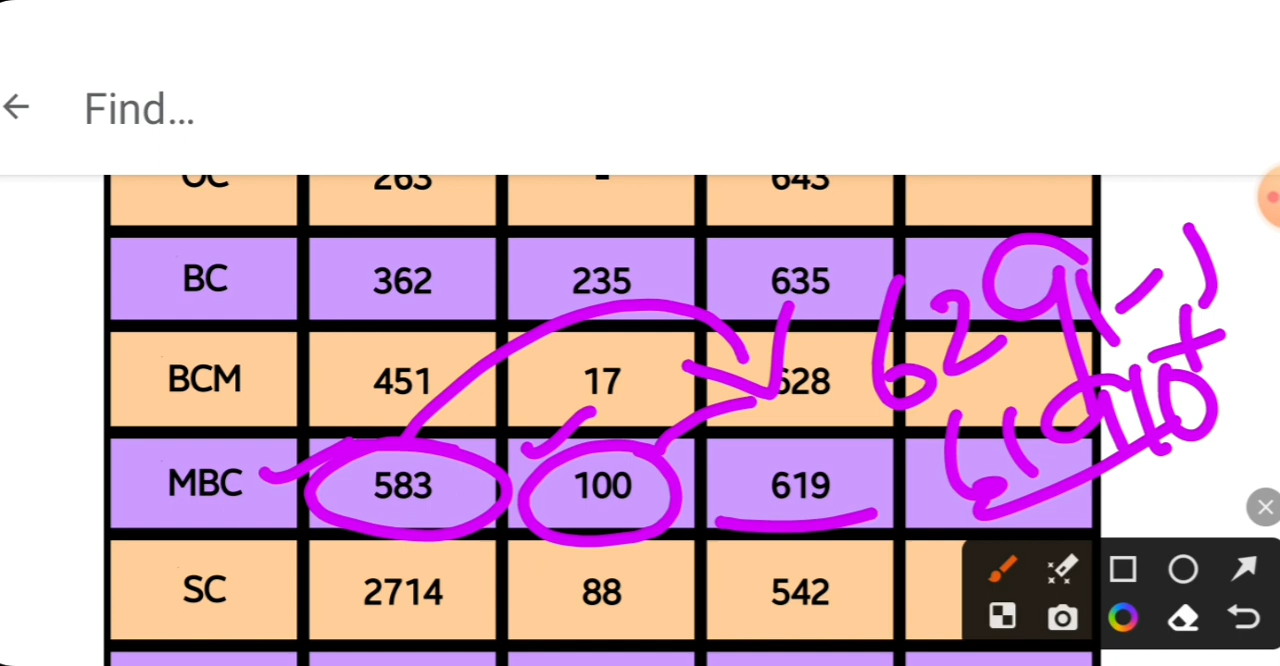 Find...
OC 263 - 643
BC 362 235 635
BCM 451 17 628
MBC 583 100 619
SC 2714 88 542
629
619